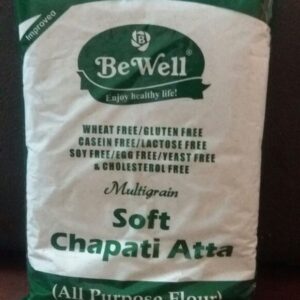 Improved
B
BeWell®
Enjoy healthy life!
WHEAT FREE/GLUTEN FREE
CASEIN FREE/LACTOSE FREE
SOY FREE/EGG FREE/YEAST FREE
& CHOLESTEROL FREE
Multigrain
Soft
Chapati Atta
(All Purpose Flour)